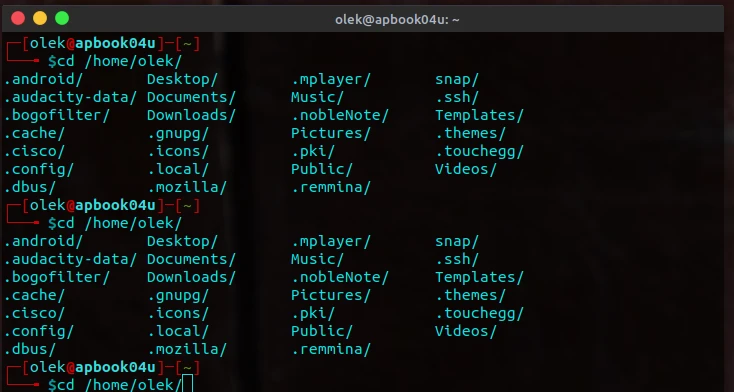 olek@apbook04u: ~
┌─[olek@apbook04u]─[~]
└──╼ $cd /home/olek/
.android/ Desktop/ .mplayer/ snap/
.audacity-data/ Documents/ Music/ .ssh/
.bogofilter/ Downloads/ .nobleNote/ Templates/
.cache/ .gnupg/ Pictures/ .themes/
.cisco/ .icons/ .pki/ .touchegg/
.config/ .local/ Public/ Videos/
.dbus/ .mozilla/ .remmina/
┌─[olek@apbook04u]─[~]
└──╼ $cd /home/olek/
.android/ Desktop/ .mplayer/ snap/
.audacity-data/ Documents/ Music/ .ssh/
.bogofilter/ Downloads/ .nobleNote/ Templates/
.cache/ .gnupg/ Pictures/ .themes/
.cisco/ .icons/ .pki/ .touchegg/
.config/ .local/ Public/ Videos/
.dbus/ .mozilla/ .remmina/
┌─[olek@apbook04u]─[~]
└──╼ $cd /home/olek/